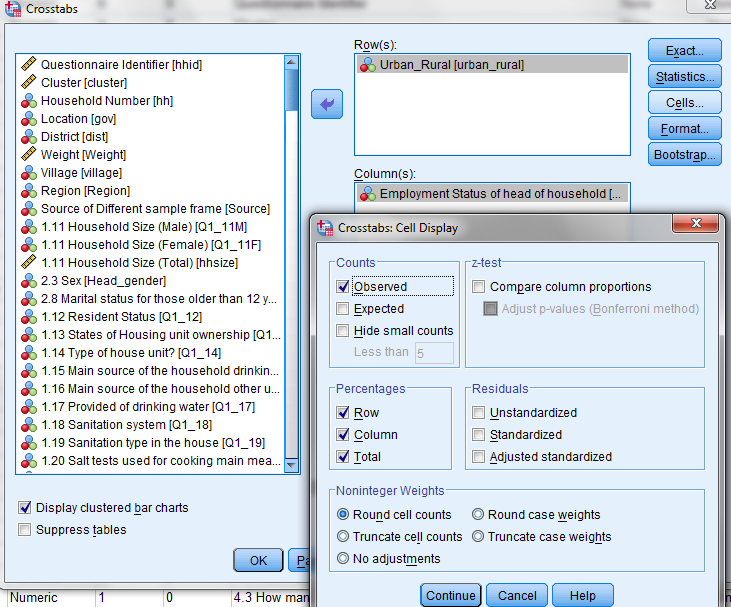 Crosstabs
Questionnaire Identifier [hhid]
Cluster [cluster]
Household Number [hh]
Location [gov]
District [dist]
Weight [Weight]
Village [village]
Region [Region]
Source of Different sample frame [Source]
1.11 Household Size (Male) [Q1_11M]
1.11 Household Size (Female) [Q1_11F]
1.11 Household Size (Total) [hhsize]
2.3 Sex [Head_gender]
2.8 Marital status for those older than 12 y...
1.12 Resident Status [Q1_12]
1.13 States of Housing unit ownership [Q1...
1.14 Type of house unit? [Q1_14]
1.15 Main source of the household drinkin...
1.16 Main source of the household other u...
1.17 Provided of drinking water [Q1_17]
1.18 Sanitation system [Q1_18]
1.19 Sanitation type in the house [Q1_19]
1.20 Salt tests used for cooking main mea...
Display clustered bar charts
Suppress tables
OK
Pa
Row(s):
Urban_Rural [urban_rural]
Column(s):
Employment Status of head of household [...
Exact...
Statistics...
Cells...
Format...
Bootstrap...
Crosstabs: Cell Display
Counts
Observed
Expected
Hide small counts
Less than 5
z-test
Compare column proportions
Adjust p-values (Bonferroni method)
Percentages
Row
Column
Total
Residuals
Unstandardized
Standardized
Adjusted standardized
Noninteger Weights
Round cell counts
Round case weights
Truncate cell counts
Truncate case weights
No adjustments
Continue
Cancel
Help
Numeric 1 0 4.3 How man